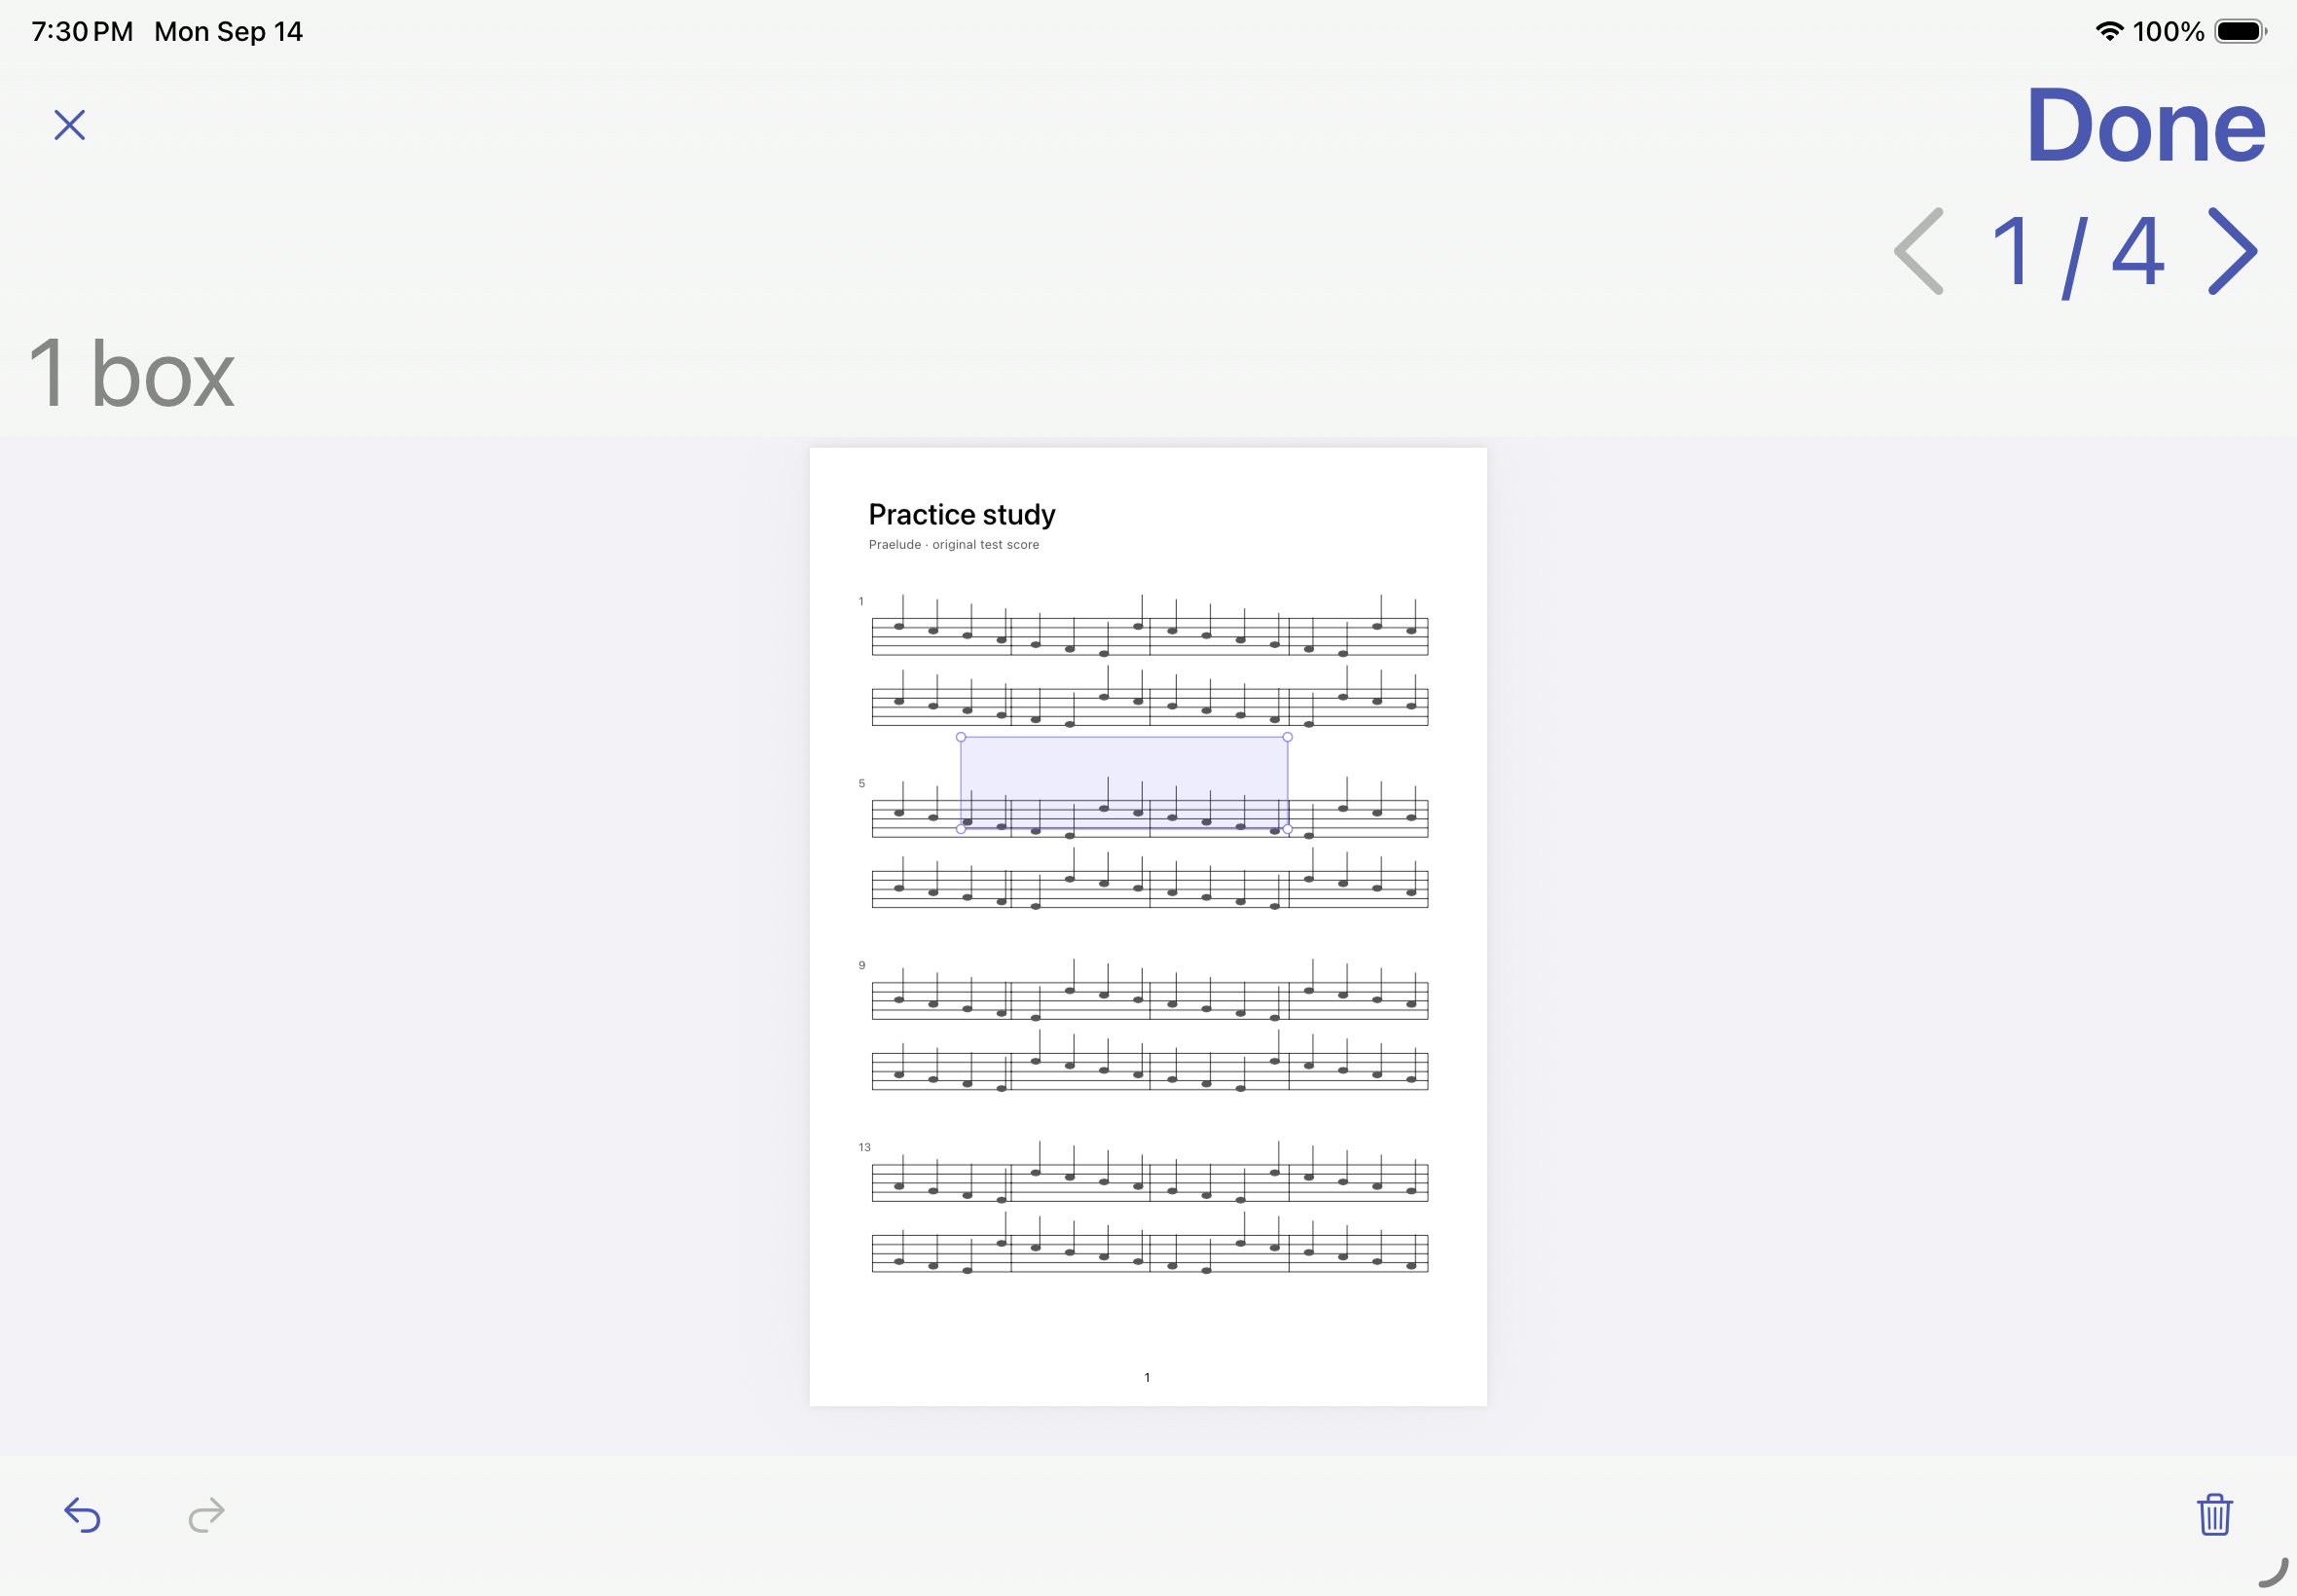 7:30 PM Mon Sep 14 100%
Done
1 / 4
1 box
Practice study
Praelude · original test score
1
5
9
13
1